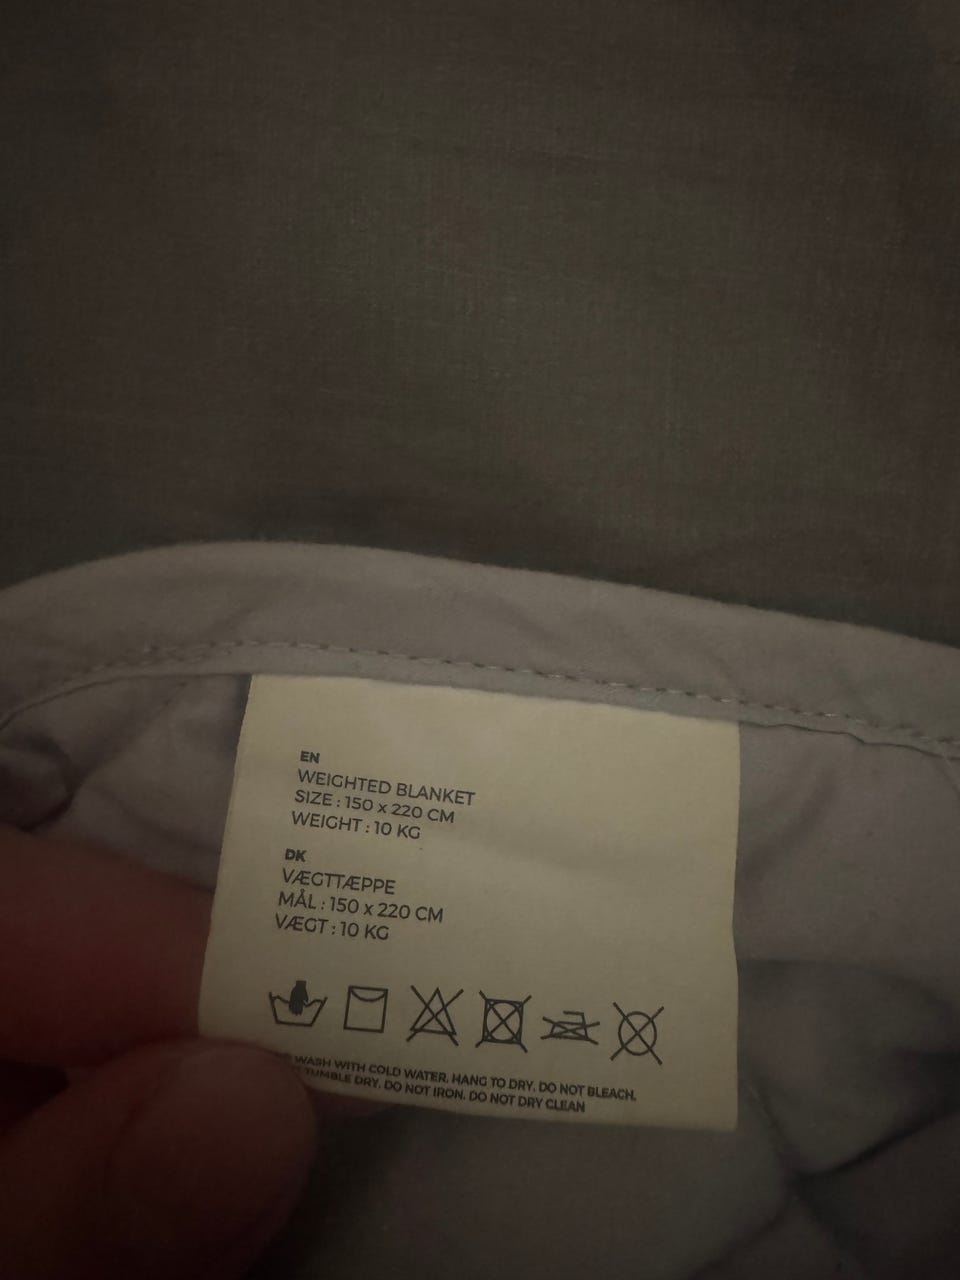 EN
WEIGHTED BLANKET
SIZE : 150 x 220 CM
WEIGHT : 10 KG
DK
VÆGTTÆPPE
MÅL : 150 x 220 CM
VÆGT : 10 KG
WASH WITH COLD WATER. HANG TO DRY. DO NOT BLEACH.
TUMBLE DRY. DO NOT IRON. DO NOT DRY CLEAN